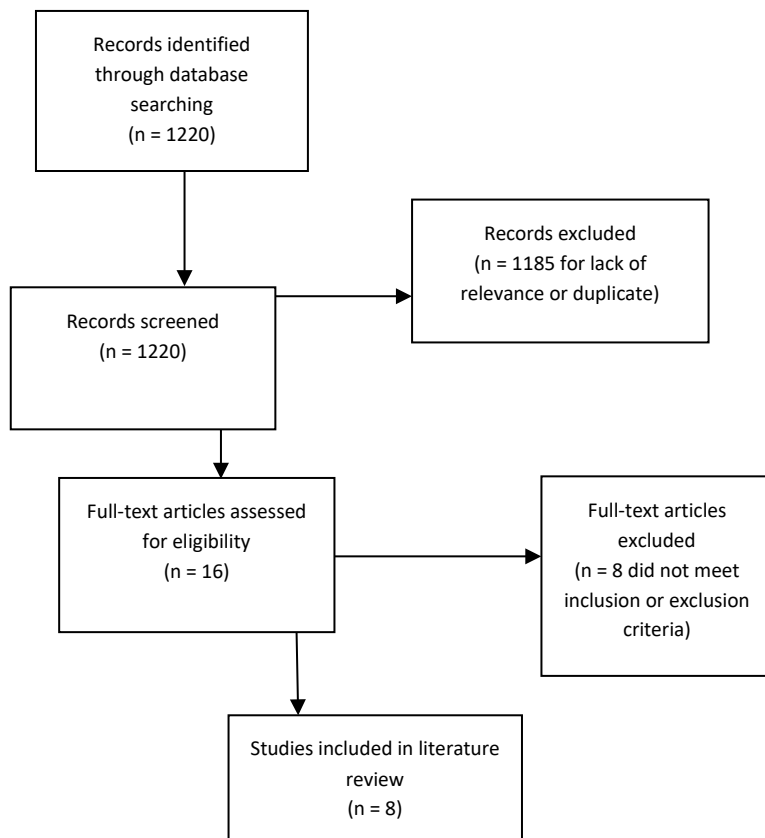 Records identified
through database
searching
(n = 1220)
Records excluded
(n = 1185 for lack of
relevance or duplicate)
Records screened
(n = 1220)
Full-text articles assessed
for eligibility
(n = 16)
Full-text articles
excluded
(n = 8 did not meet
inclusion or exclusion
criteria)
Studies included in literature
review
(n = 8)